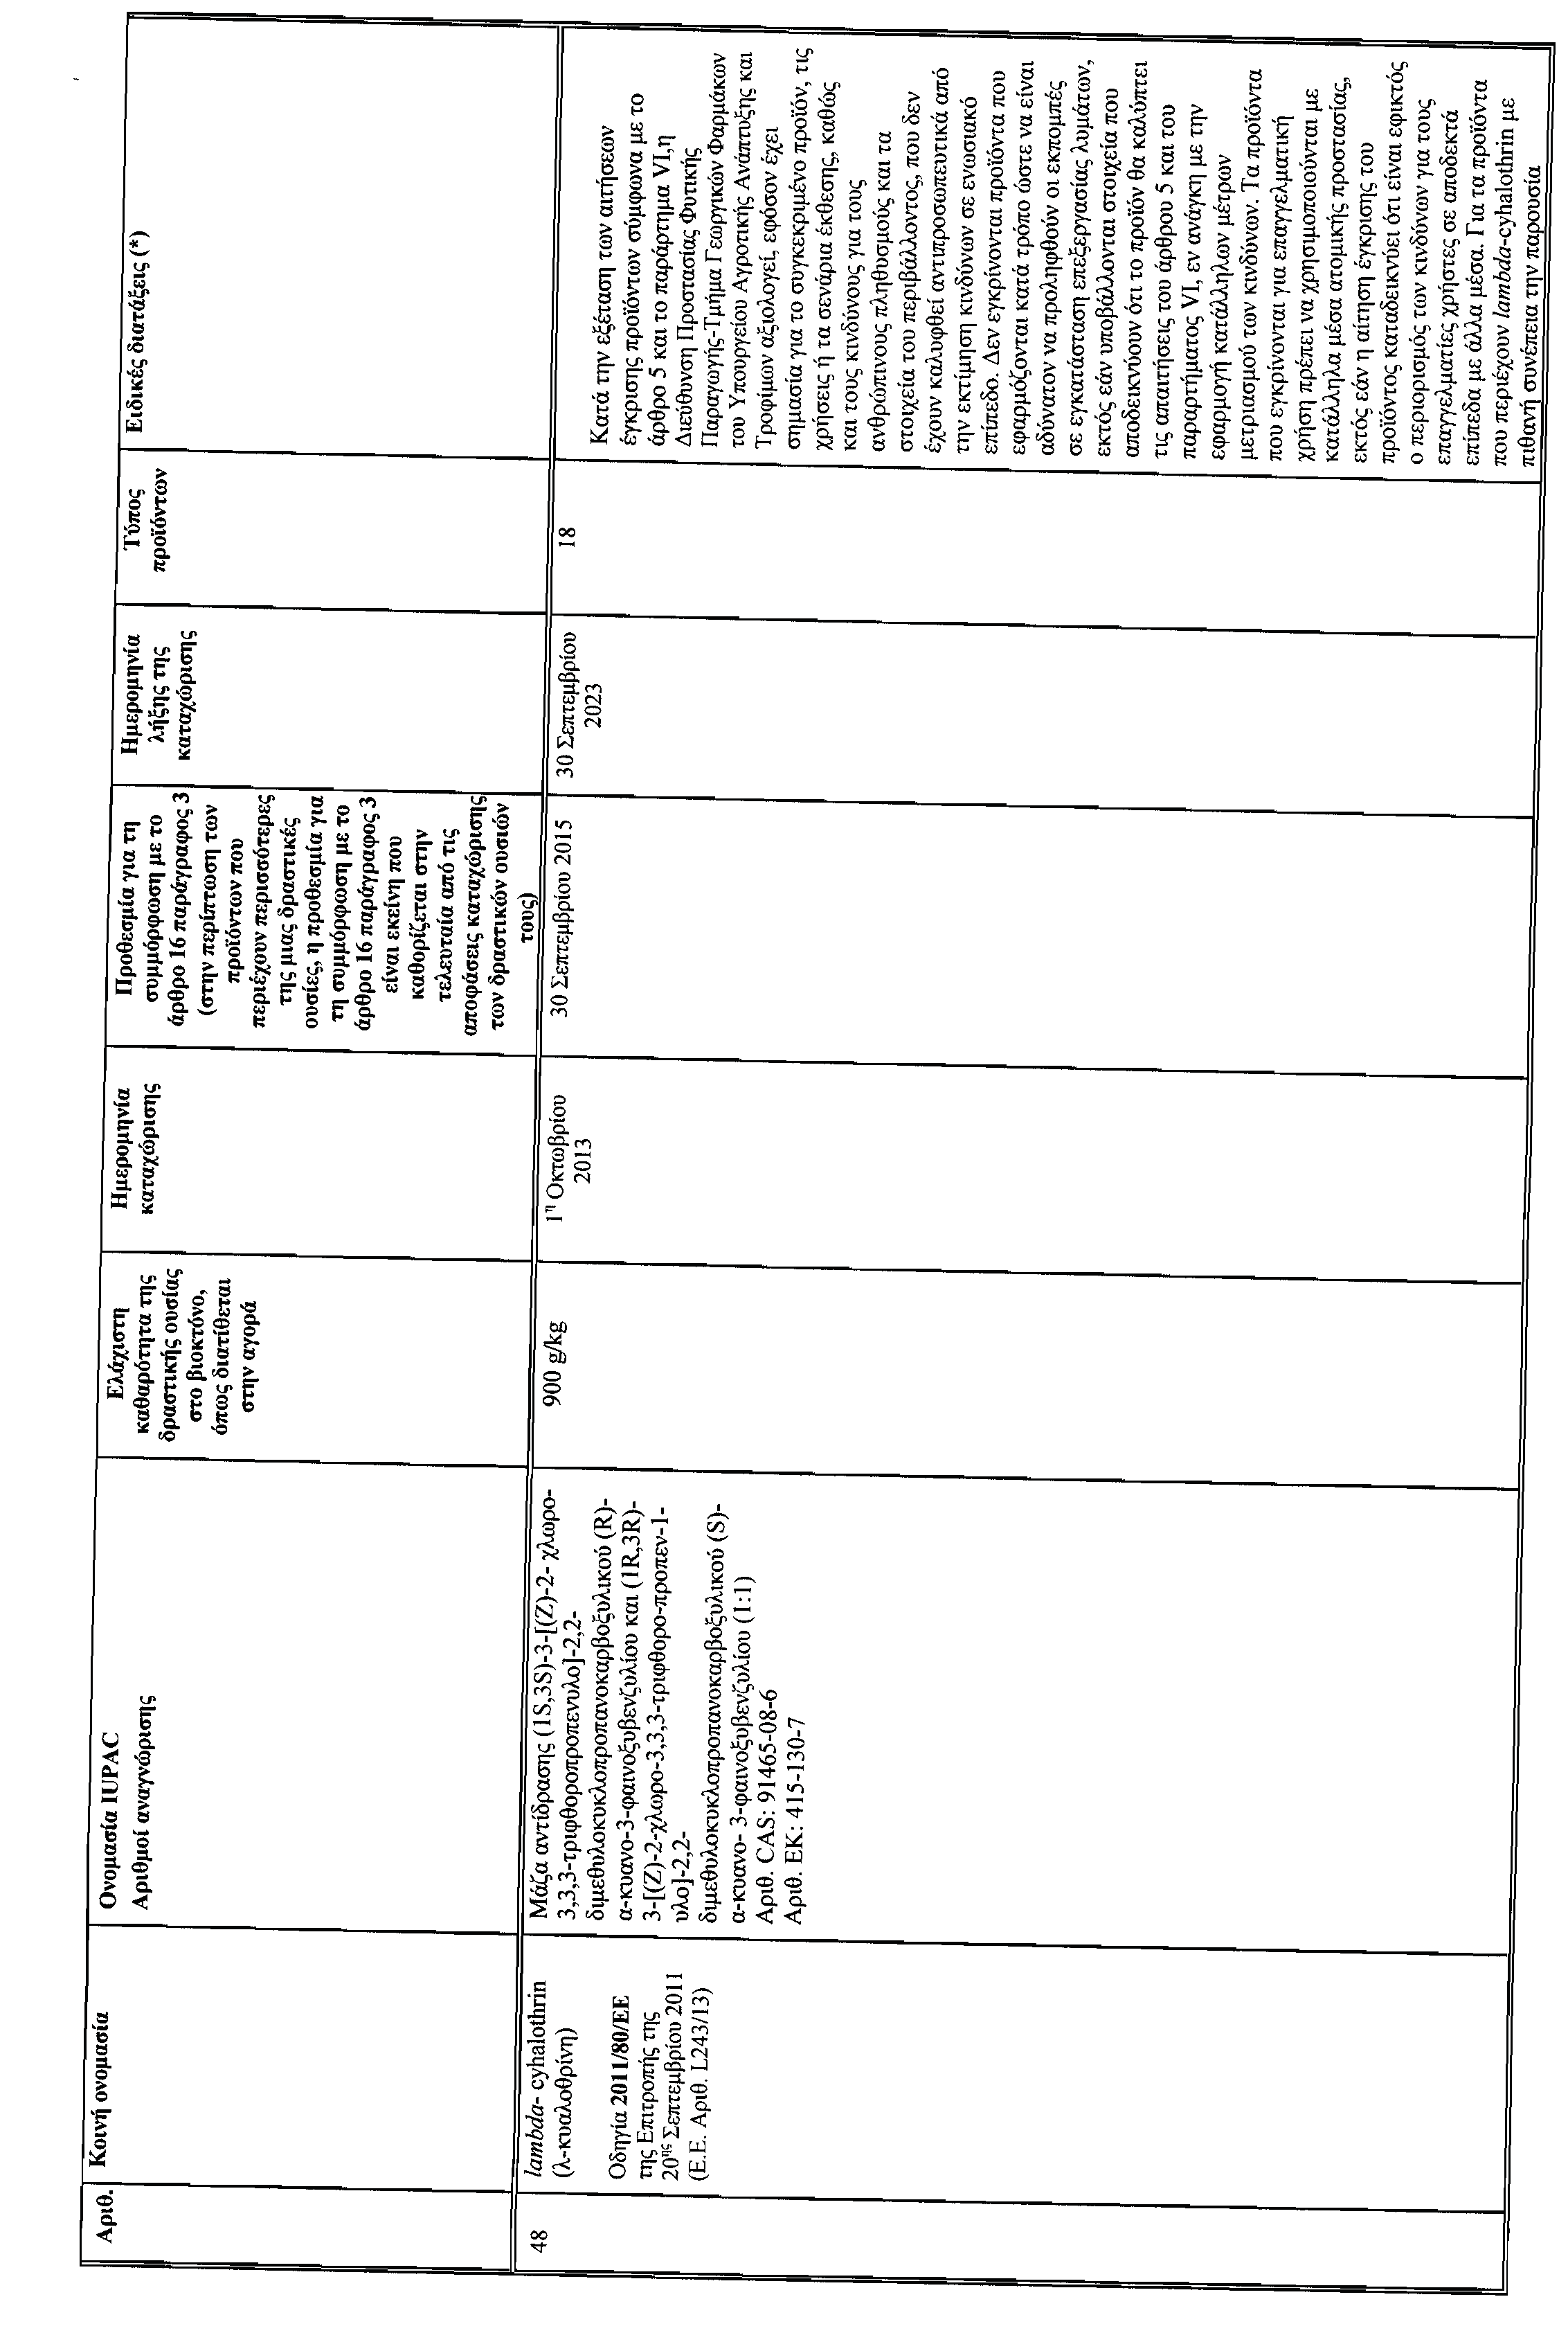 Αριθ.
Κοινή ονομασία
Ονομασία IUPAC
Αριθμοί αναγνώρισης
Ελάχιστη
καθαρότητα της
δραστικής ουσίας
στο βιοκτόνο,
όπως διατίθεται
στην αγορά
Ημερομηνία
καταχώρισης
Προθεσμία για τη
συμμόρφωση με το
άρθρο 16 παράγραφος 3
(στην περίπτωση των
προϊόντων που
περιέχουν περισσότερες
της μιας δραστικές
ουσίες, η προθεσμία για
τη συμμόρφωση με το
άρθρο 16 παράγραφος 3
είναι εκείνη που
καθορίζεται στην
τελευταία από τις
αποφάσεις καταχώρισης
των δραστικών ουσιών
τους)
Ημερομηνία
λήξης της
καταχώρισης
Τύπος
προϊόντων
Ειδικές διατάξεις (*)
48
lambda- cyhalothrin
(λ-κυαλοθρίνη)
Οδηγία 2011/80/ΕΕ
της Επιτροπής της
20ης Σεπτεμβρίου 2011
(Ε.Ε. Αριθ. L243/13)
Μάζα αντίδρασης (1S,3S)-3-[(Z)-2- χλωρο-
3,3,3-τριφθοροπροπενυλο]-2,2-
διμεθυλοκυκλοπροπανοκαρβοξυλικού (R)-
α-κυανο-3-φαινοξυβενζυλίου και (1R,3R)-
3-[(Z)-2-χλωρο-3,3,3-τριφθορο-προπεν-1-
υλο]-2,2-
διμεθυλοκυκλοπροπανοκαρβοξυλικού (S)-
α-κυανο- 3-φαινοξυβενζυλίου (1:1)
Αριθ. CAS: 91465-08-6
Αριθ. ΕΚ: 415-130-7
900 g/kg
1η Οκτωβρίου
2013
30 Σεπτεμβρίου 2015
30 Σεπτεμβρίου
2023
18
Κατά την εξέταση των αιτήσεων
έγκρισης προϊόντων σύμφωνα με το
άρθρο 5 και το παράρτημα VI,η
Διεύθυνση Προστασίας Φυτικής
Παραγωγής-Τμήμα Γεωργικών Φαρμάκων
του Υπουργείου Αγροτικής Ανάπτυξης και
Τροφίμων αξιολογεί, εφόσον έχει
σημασία για το συγκεκριμένο προϊόν, τις
χρήσεις ή τα σενάρια έκθεσης, καθώς
και τους κινδύνους για τους
ανθρώπινους πληθυσμούς και τα
στοιχεία του περιβάλλοντος, που δεν
έχουν καλυφθεί αντιπροσωπευτικά από
την εκτίμηση κινδύνων σε ενωσιακό
επίπεδο. Δεν εγκρίνονται προϊόντα που
εφαρμόζονται κατά τρόπο ώστε να είναι
αδύνατον να προληφθούν οι εκπομπές
σε εγκατάσταση επεξεργασίας λυμάτων,
εκτός εάν υποβάλλονται στοιχεία που
αποδεικνύουν ότι το προϊόν θα καλύπτει
τις απαιτήσεις του άρθρου 5 και του
παραρτήματος VI, εν ανάγκη με την
εφαρμογή κατάλληλων μέτρων
μετριασμού των κινδύνων. Τα προϊόντα
που εγκρίνονται για επαγγελματική
χρήση πρέπει να χρησιμοποιούνται με
κατάλληλα μέσα ατομικής προστασίας,
εκτός εάν η αίτηση έγκρισης του
προϊόντος καταδεικνύει ότι είναι εφικτός
ο περιορισμός των κινδύνων για τους
επαγγελματίες χρήστες σε αποδεκτά
επίπεδα με άλλα μέσα. Για τα προϊόντα
που περιέχουν lambda-cyhalothrin με
πιθανή συνέπεια την παρουσία